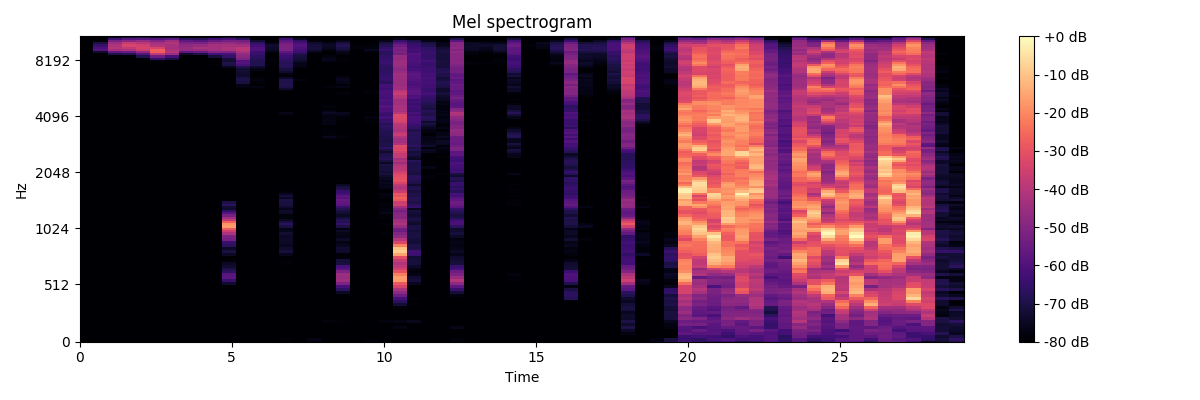 Mel spectrogram
Hz
8192
4096
2048
1024
512
0
0 5 10 15 20 25
Time
+0 dB
-10 dB
-20 dB
-30 dB
-40 dB
-50 dB
-60 dB
-70 dB
-80 dB